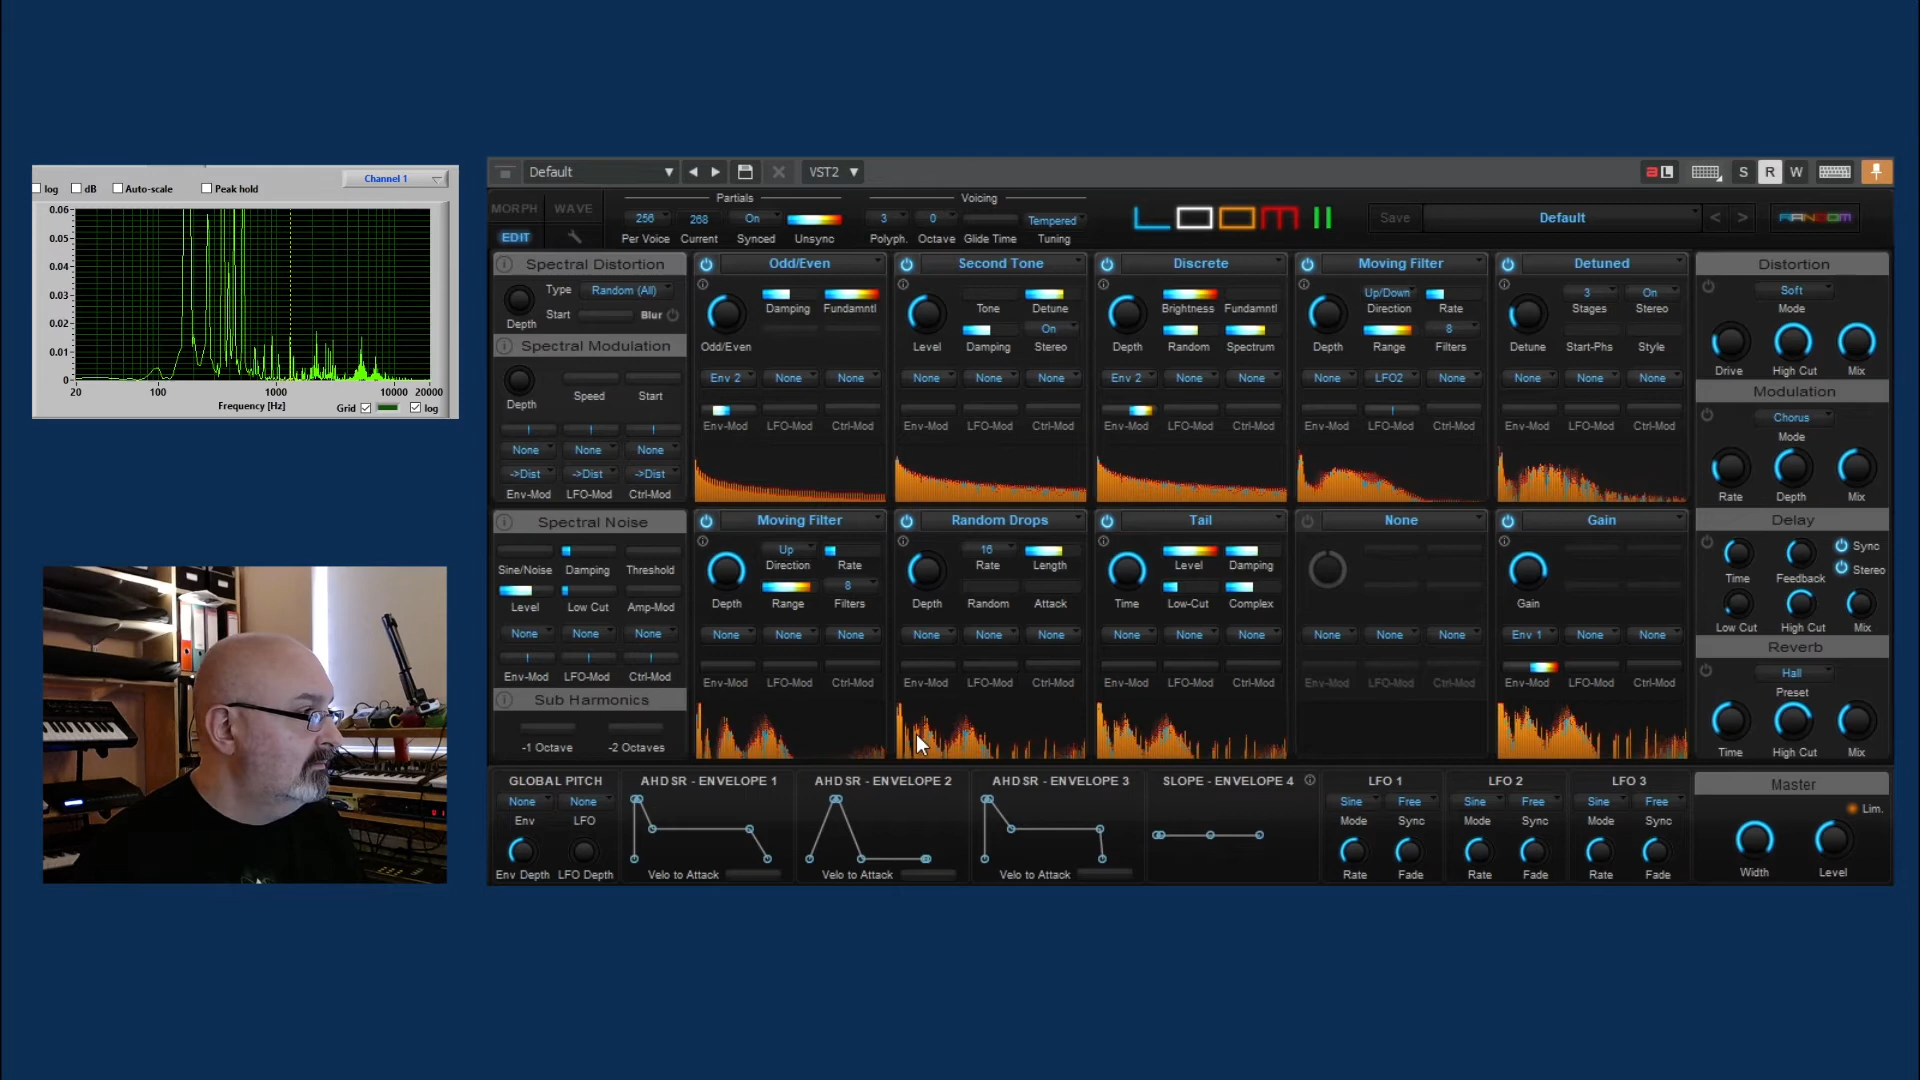 Channel 1
log dB Auto-scale Peak hold
0.06
0.05
0.04
0.03
0.02
0.01
0
20 100 1000 10000 20000
Frequency [Hz] Grid log
Default VST2 S R W
MORPH WAVE
EDIT
Partials
256 268 On
Per Voice Current Synced Unsync
Voicing
3 0 Tempered
Polyph. Octave Glide Time Tuning
LOOM II
Save Default < > RANDOM
Spectral Distortion
Type Random (All)
Start Blur
Depth
Spectral Modulation
Depth Speed Start
None None None
->Dist ->Dist ->Dist
Env-Mod LFO-Mod Ctrl-Mod
Odd/Even
Damping Fundamntl
Odd/Even
Env 2 None None
Env-Mod LFO-Mod Ctrl-Mod
Second Tone
Tone Detune
On
Level Damping Stereo
None None None
Env-Mod LFO-Mod Ctrl-Mod
Discrete
Brightness Fundamntl
Depth Random Spectrum
Env 2 None None
Env-Mod LFO-Mod Ctrl-Mod
Moving Filter
Up/Down
Direction Rate
8
Depth Range Filters
None LFO2 None
Env-Mod LFO-Mod Ctrl-Mod
Detuned
3 On
Stages Stereo
Detune Start-Phs Style
None None None
Env-Mod LFO-Mod Ctrl-Mod
Distortion
Soft
Mode
Drive High Cut Mix
Modulation
Chorus
Mode
Rate Depth Mix
Spectral Noise
Sine/Noise Damping Threshold
Level Low Cut Amp-Mod
None None None
Env-Mod LFO-Mod Ctrl-Mod
Sub Harmonics
-1 Octave -2 Octaves
Moving Filter
Up
Direction Rate
8
Depth Range Filters
None None None
Env-Mod LFO-Mod Ctrl-Mod
Random Drops
16
Rate Length
Depth Random Attack
None None None
Env-Mod LFO-Mod Ctrl-Mod
Tail
Level Damping
Time Low-Cut Complex
None None None
Env-Mod LFO-Mod Ctrl-Mod
None
None None None
Env-Mod LFO-Mod Ctrl-Mod
Gain
Gain
Env 1 None None
Env-Mod LFO-Mod Ctrl-Mod
Delay
Sync
Time Feedback Stereo
Low Cut High Cut Mix
Reverb
Hall
Preset
Time High Cut Mix
GLOBAL PITCH
None None
Env LFO
Env Depth LFO Depth
AHDSR - ENVELOPE 1
Velo to Attack
AHDSR - ENVELOPE 2
Velo to Attack
AHDSR - ENVELOPE 3
Velo to Attack
SLOPE - ENVELOPE 4
LFO 1
Sine Free
Mode Sync
Rate Fade
LFO 2
Sine Free
Mode Sync
Rate Fade
LFO 3
Sine Free
Mode Sync
Rate Fade
Master
Lim.
Width Level